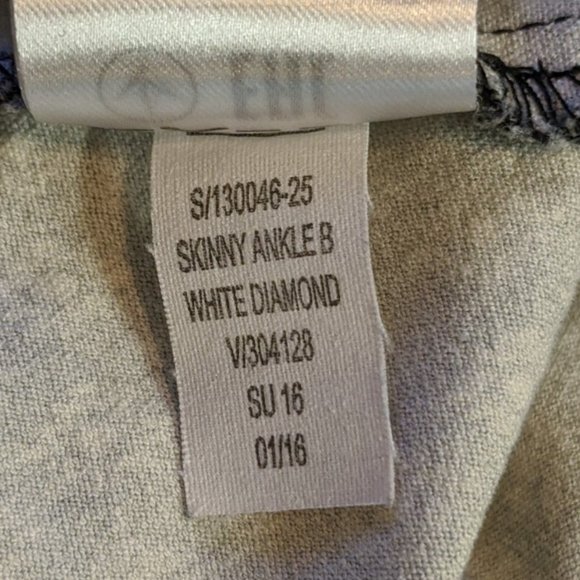 S/130046-25
SKINNY ANKLE B
WHITE DIAMOND
V/304128
SU 16
01/16